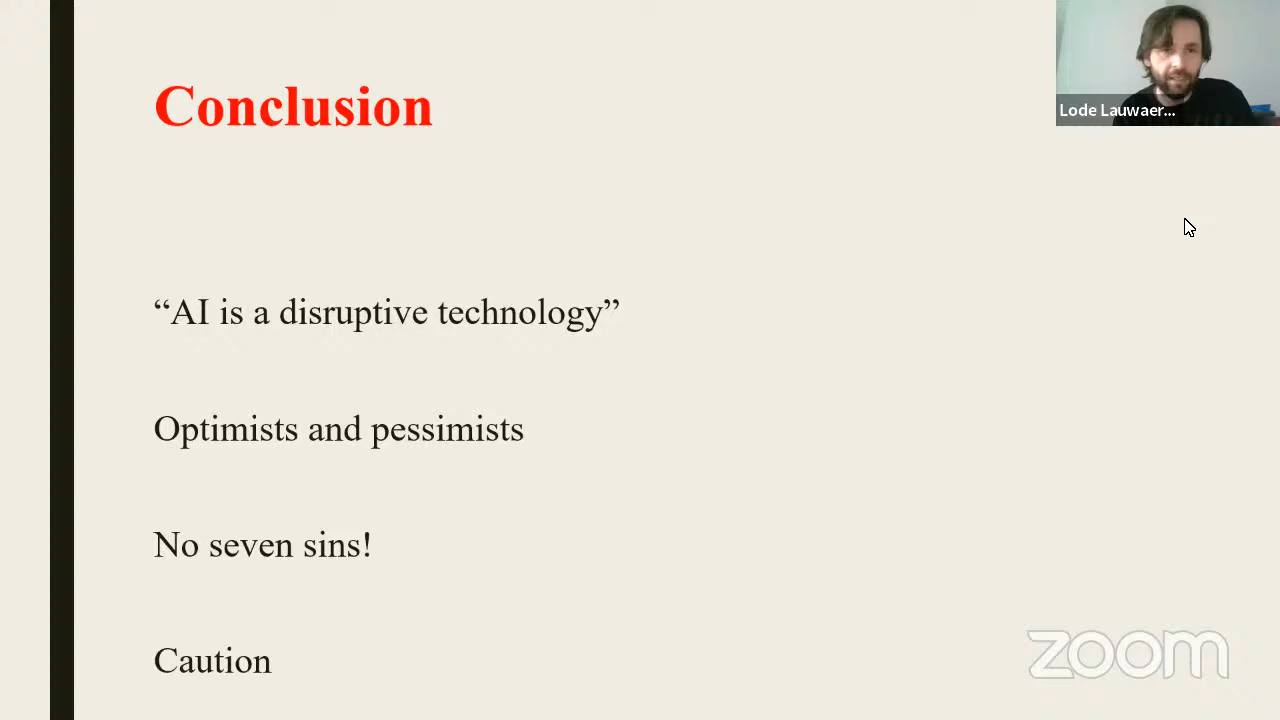 Conclusion
Lode Lauwaer...
“AI is a disruptive technology”
Optimists and pessimists
No seven sins!
Caution
zoom